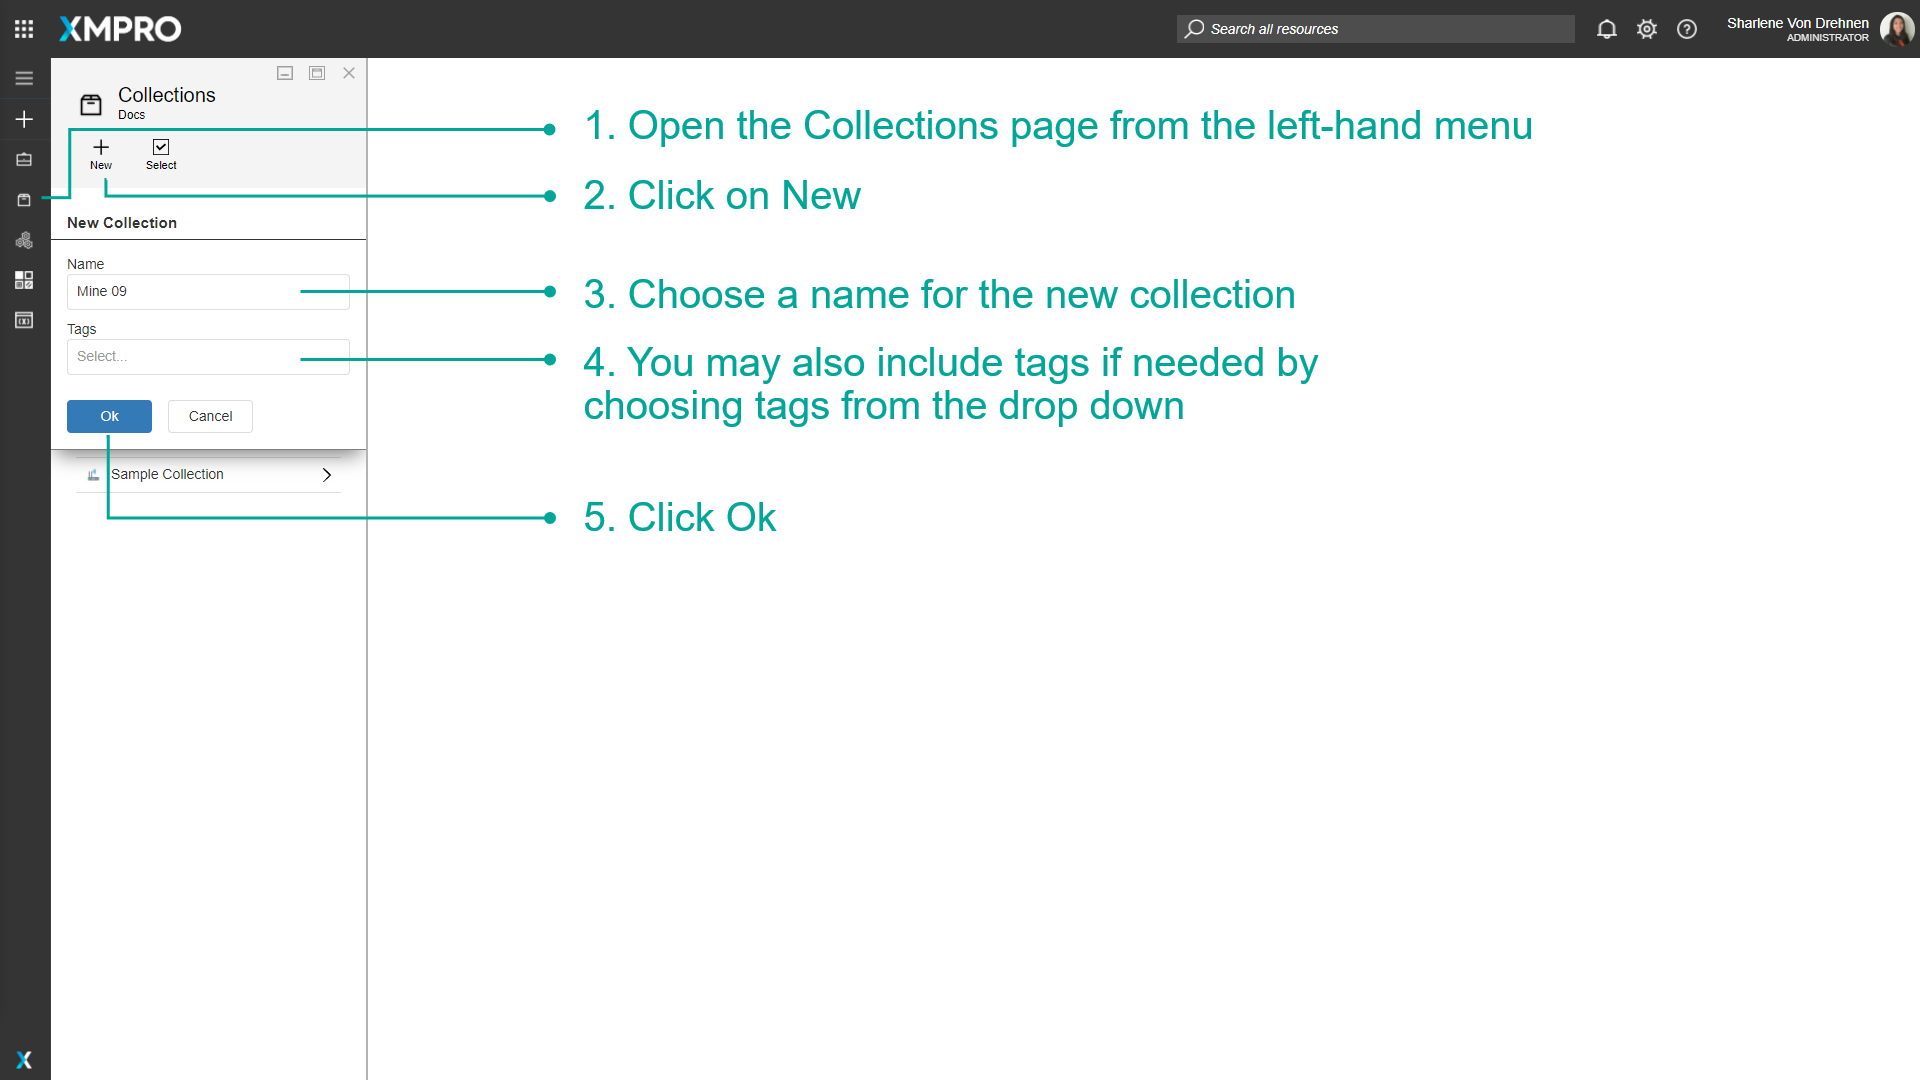 XMPRO
Search all resources
Sharlene Von Drehnen
ADMINISTRATOR
Collections
Docs
New
Select
New Collection
Name
Mine 09
Tags
Select...
Ok
Cancel
Sample Collection
1. Open the Collections page from the left-hand menu
2. Click on New
3. Choose a name for the new collection
4. You may also include tags if needed by
choosing tags from the drop down
5. Click Ok